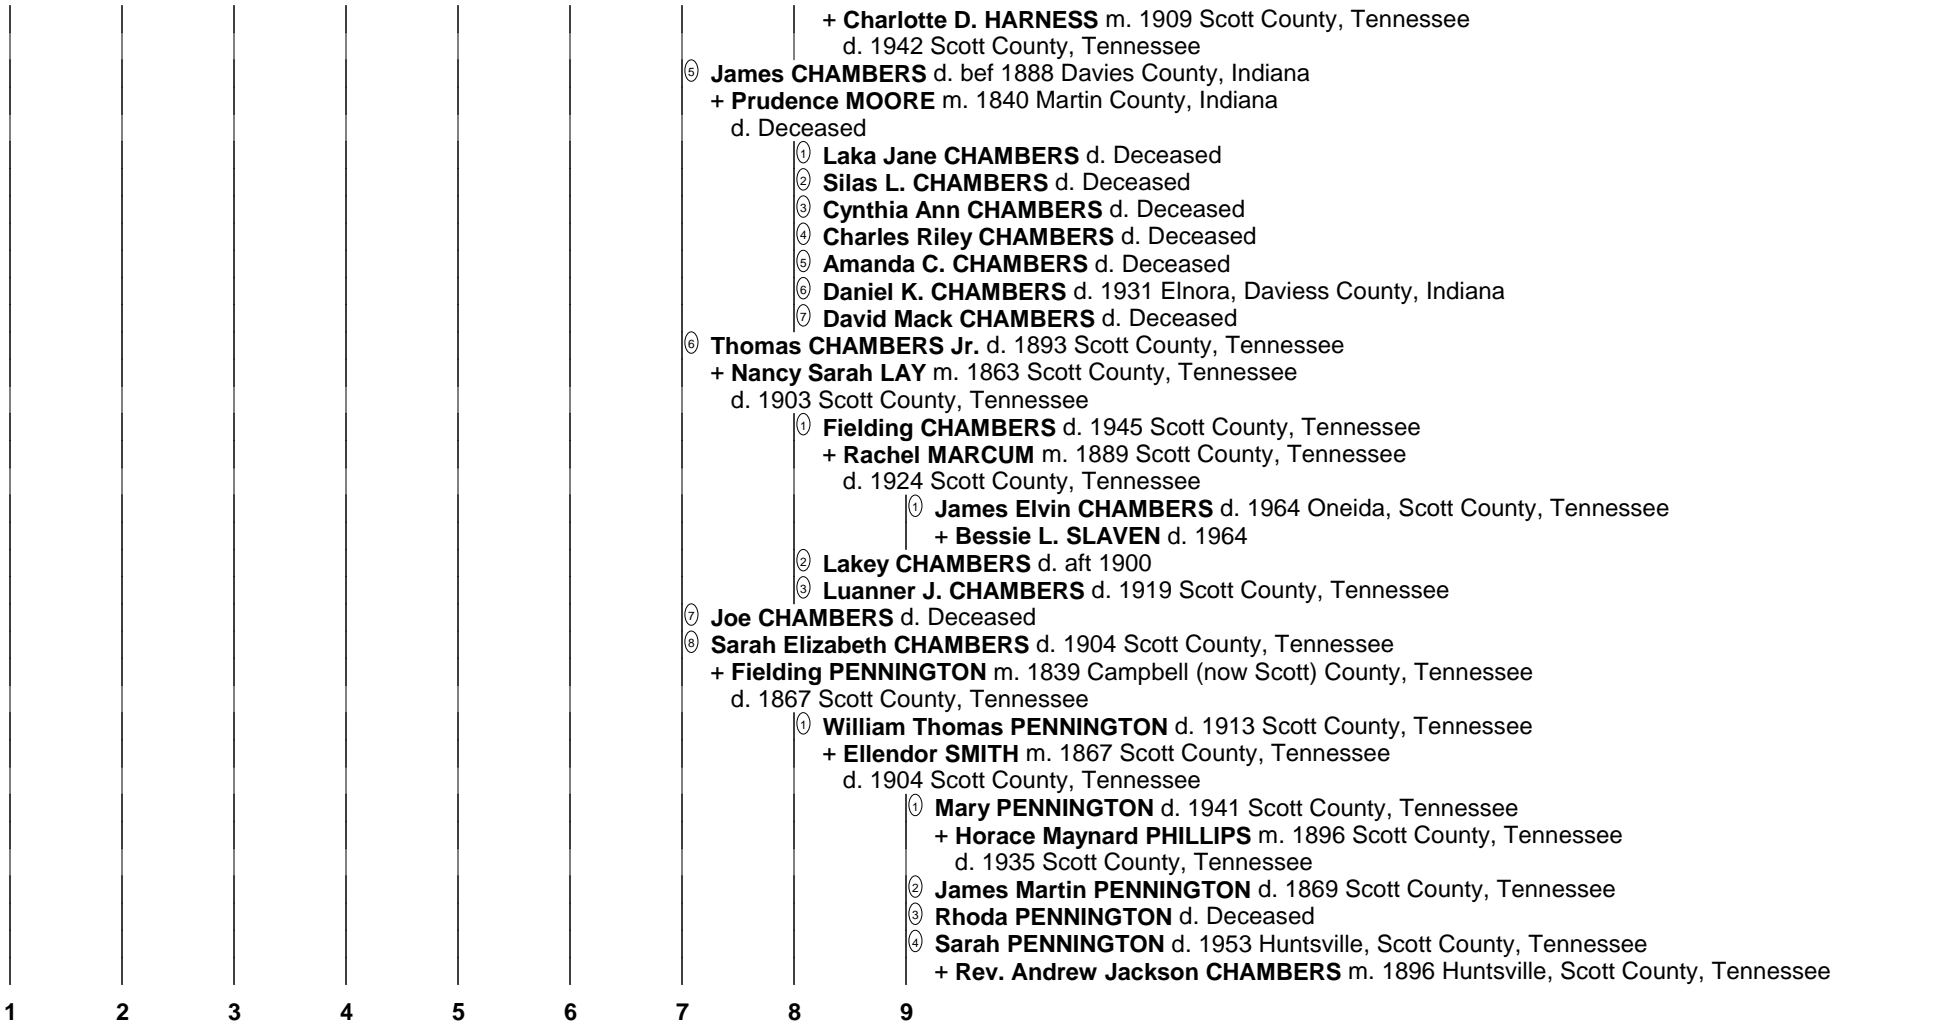 + Charlotte D. HARNESS m. 1909 Scott County, Tennessee
d. 1942 Scott County, Tennessee
⑤ James CHAMBERS d. bef 1888 Davies County, Indiana
+ Prudence MOORE m. 1840 Martin County, Indiana
d. Deceased
① Laka Jane CHAMBERS d. Deceased
② Silas L. CHAMBERS d. Deceased
③ Cynthia Ann CHAMBERS d. Deceased
④ Charles Riley CHAMBERS d. Deceased
⑤ Amanda C. CHAMBERS d. Deceased
⑥ Daniel K. CHAMBERS d. 1931 Elnora, Daviess County, Indiana
⑦ David Mack CHAMBERS d. Deceased
⑥ Thomas CHAMBERS Jr. d. 1893 Scott County, Tennessee
+ Nancy Sarah LAY m. 1863 Scott County, Tennessee
d. 1903 Scott County, Tennessee
① Fielding CHAMBERS d. 1945 Scott County, Tennessee
+ Rachel MARCUM m. 1889 Scott County, Tennessee
d. 1924 Scott County, Tennessee
① James Elvin CHAMBERS d. 1964 Oneida, Scott County, Tennessee
+ Bessie L. SLAVEN d. 1964
② Lakey CHAMBERS d. aft 1900
③ Luanner J. CHAMBERS d. 1919 Scott County, Tennessee
⑦ Joe CHAMBERS d. Deceased
⑧ Sarah Elizabeth CHAMBERS d. 1904 Scott County, Tennessee
+ Fielding PENNINGTON m. 1839 Campbell (now Scott) County, Tennessee
d. 1867 Scott County, Tennessee
① William Thomas PENNINGTON d. 1913 Scott County, Tennessee
+ Ellendor SMITH m. 1867 Scott County, Tennessee
d. 1904 Scott County, Tennessee
① Mary PENNINGTON d. 1941 Scott County, Tennessee
+ Horace Maynard PHILLIPS m. 1896 Scott County, Tennessee
d. 1935 Scott County, Tennessee
② James Martin PENNINGTON d. 1869 Scott County, Tennessee
③ Rhoda PENNINGTON d. Deceased
④ Sarah PENNINGTON d. 1953 Huntsville, Scott County, Tennessee
+ Rev. Andrew Jackson CHAMBERS m. 1896 Huntsville, Scott County, Tennessee
1 2 3 4 5 6 7 8 9